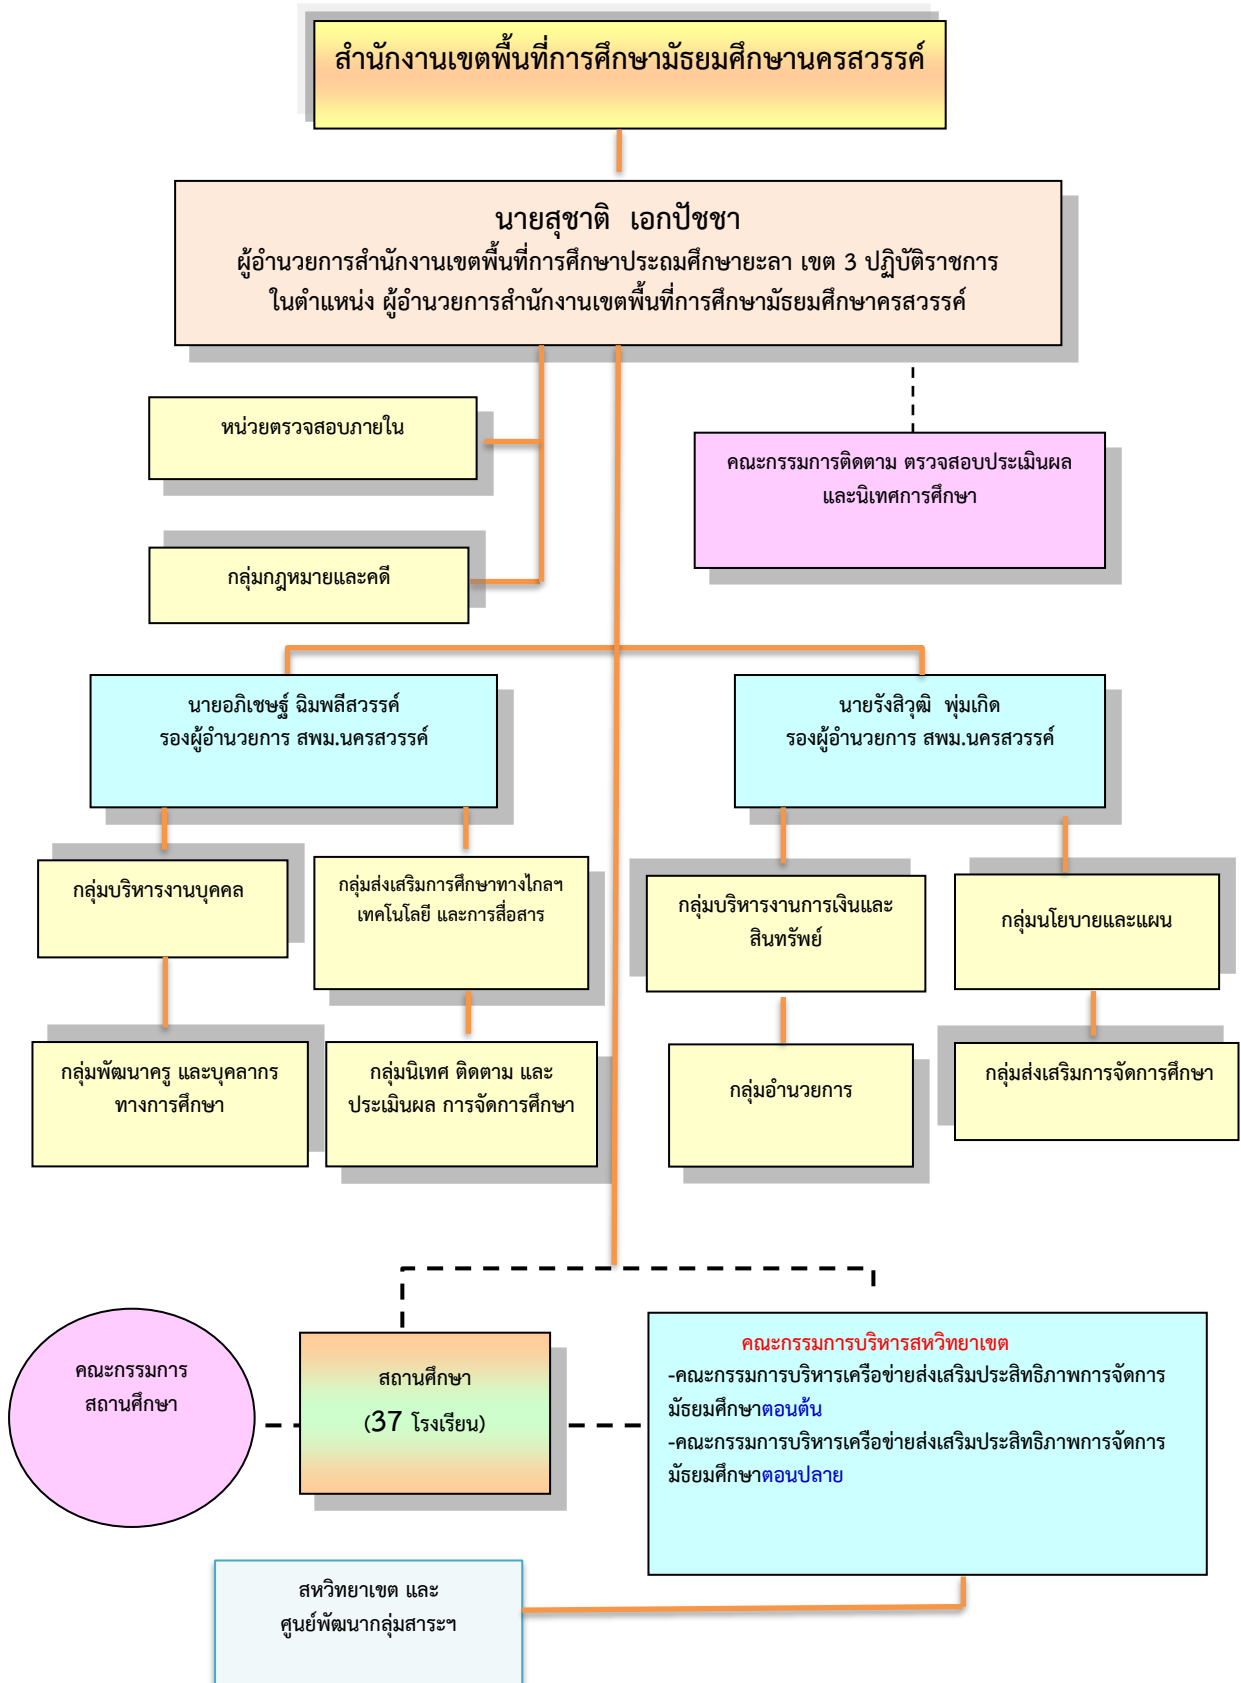 สำนักงานเขตพื้นที่การศึกษามัธยมศึกษานครสวรรค์
นายสุชาติ เอกปัชชา
ผู้อำนวยการสำนักงานเขตพื้นที่การศึกษาประถมศึกษายะลา เขต 3 ปฏิบัติราชการ
ในตำแหน่ง ผู้อำนวยการสำนักงานเขตพื้นที่การศึกษามัธยมศึกษาครสวรรค์
หน่วยตรวจสอบภายใน
คณะกรรมการติดตาม ตรวจสอบประเมินผล
และนิเทศการศึกษา
กลุ่มกฎหมายและคดี
นายอภิเชษฐ์ ฉิมพลีสวรรค์
รองผู้อำนวยการ สพม.นครสวรรค์
นายรังสิวุฒิ พุ่มเกิด
รองผู้อำนวยการ สพม.นครสวรรค์
กลุ่มบริหารงานบุคคล
กลุ่มส่งเสริมการศึกษาทางไกลฯ
เทคโนโลยี และการสื่อสาร
กลุ่มบริหารงานการเงินและ
สินทรัพย์
กลุ่มนโยบายและแผน
กลุ่มพัฒนาครู และบุคลากร
ทางการศึกษา
กลุ่มนิเทศ ติดตาม และ
ประเมินผล การจัดการศึกษา
กลุ่มอำนวยการ
กลุ่มส่งเสริมการจัดการศึกษา
คณะกรรมการ
สถานศึกษา
สถานศึกษา
(37 โรงเรียน)
คณะกรรมการบริหารสหวิทยาเขต
-คณะกรรมการบริหารเครือข่ายส่งเสริมประสิทธิภาพการจัดการ
มัธยมศึกษาตอนต้น
-คณะกรรมการบริหารเครือข่ายส่งเสริมประสิทธิภาพการจัดการ
มัธยมศึกษาตอนปลาย
สหวิทยาเขต และ
ศูนย์พัฒนากลุ่มสาระฯ